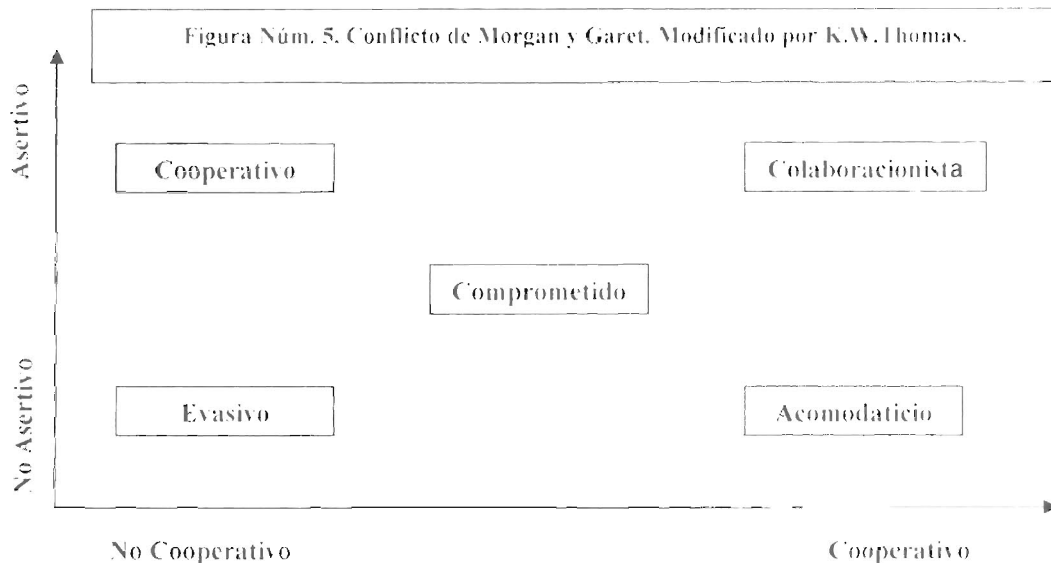 Figura Núm. 5. Conflicto de Morgan y Garet. Modificado por K.W.Thomas.
Asertivo
Cooperativo
Colaboracionista
Comprometido
No Asertivo
Evasivo
Acomodaticio
No Cooperativo
Cooperativo